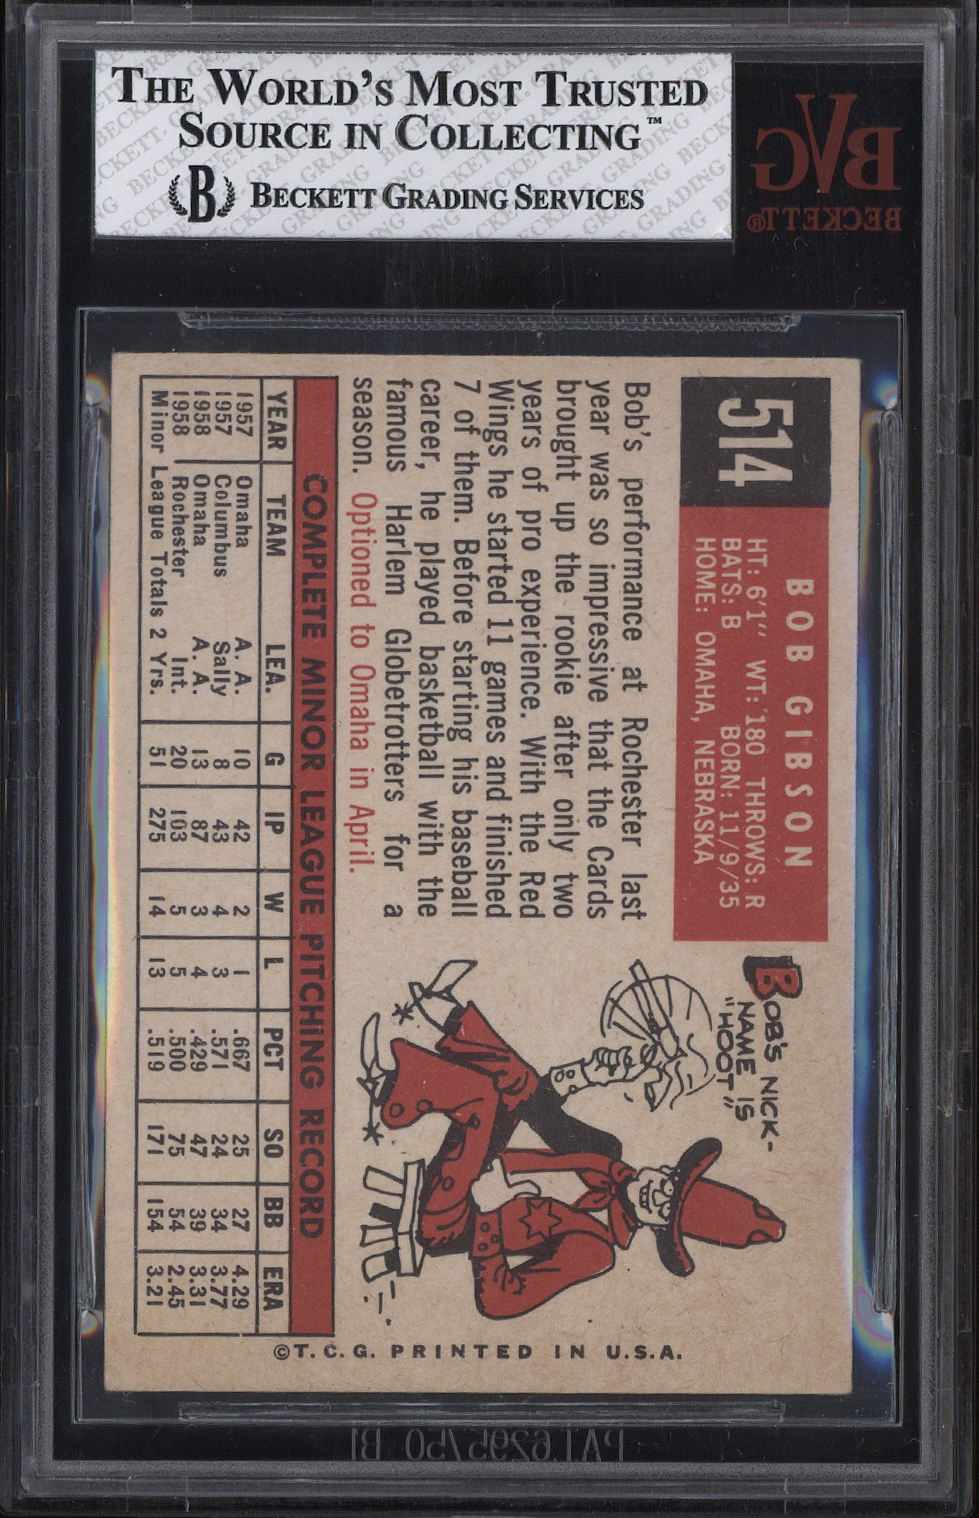 THE WORLD'S MOST TRUSTED
SOURCE IN COLLECTING™
B BECKETT GRADING SERVICES
BVG
BECKETT®
514
BOB GIBSON
HT: 6'1" WT: 180 THROWS: R
BATS: B BORN: 11/9/35
HOME: OMAHA, NEBRASKA
Bob's performance at Rochester last
year was so impressive that the Cards
brought up the rookie after only two
years of pro experience. With the Red
Wings he started 11 games and finished
7 of them. Before starting his baseball
career, he played basketball with the
famous Harlem Globetrotters for a
season. Optioned to Omaha in April.
BOB'S NICK-
NAME IS
"HOOT"
COMPLETE MINOR LEAGUE PITCHING RECORD
YEAR TEAM LEA. G IP W L PCT SO BB ERA
1957 Omaha A. A. 10 42 2 1 .667 25 27 4.29
1957 Columbus Sally 8 43 4 3 .571 24 34 3.77
1958 Omaha A. A. 13 87 3 4 .429 47 39 3.31
1958 Rochester Int. 20 103 5 5 .500 75 54 2.45
Minor League Totals 2 Yrs. 51 275 14 13 .519 171 154 3.21
©T.C.G. PRINTED IN U.S.A.
PAT 6295750 B1